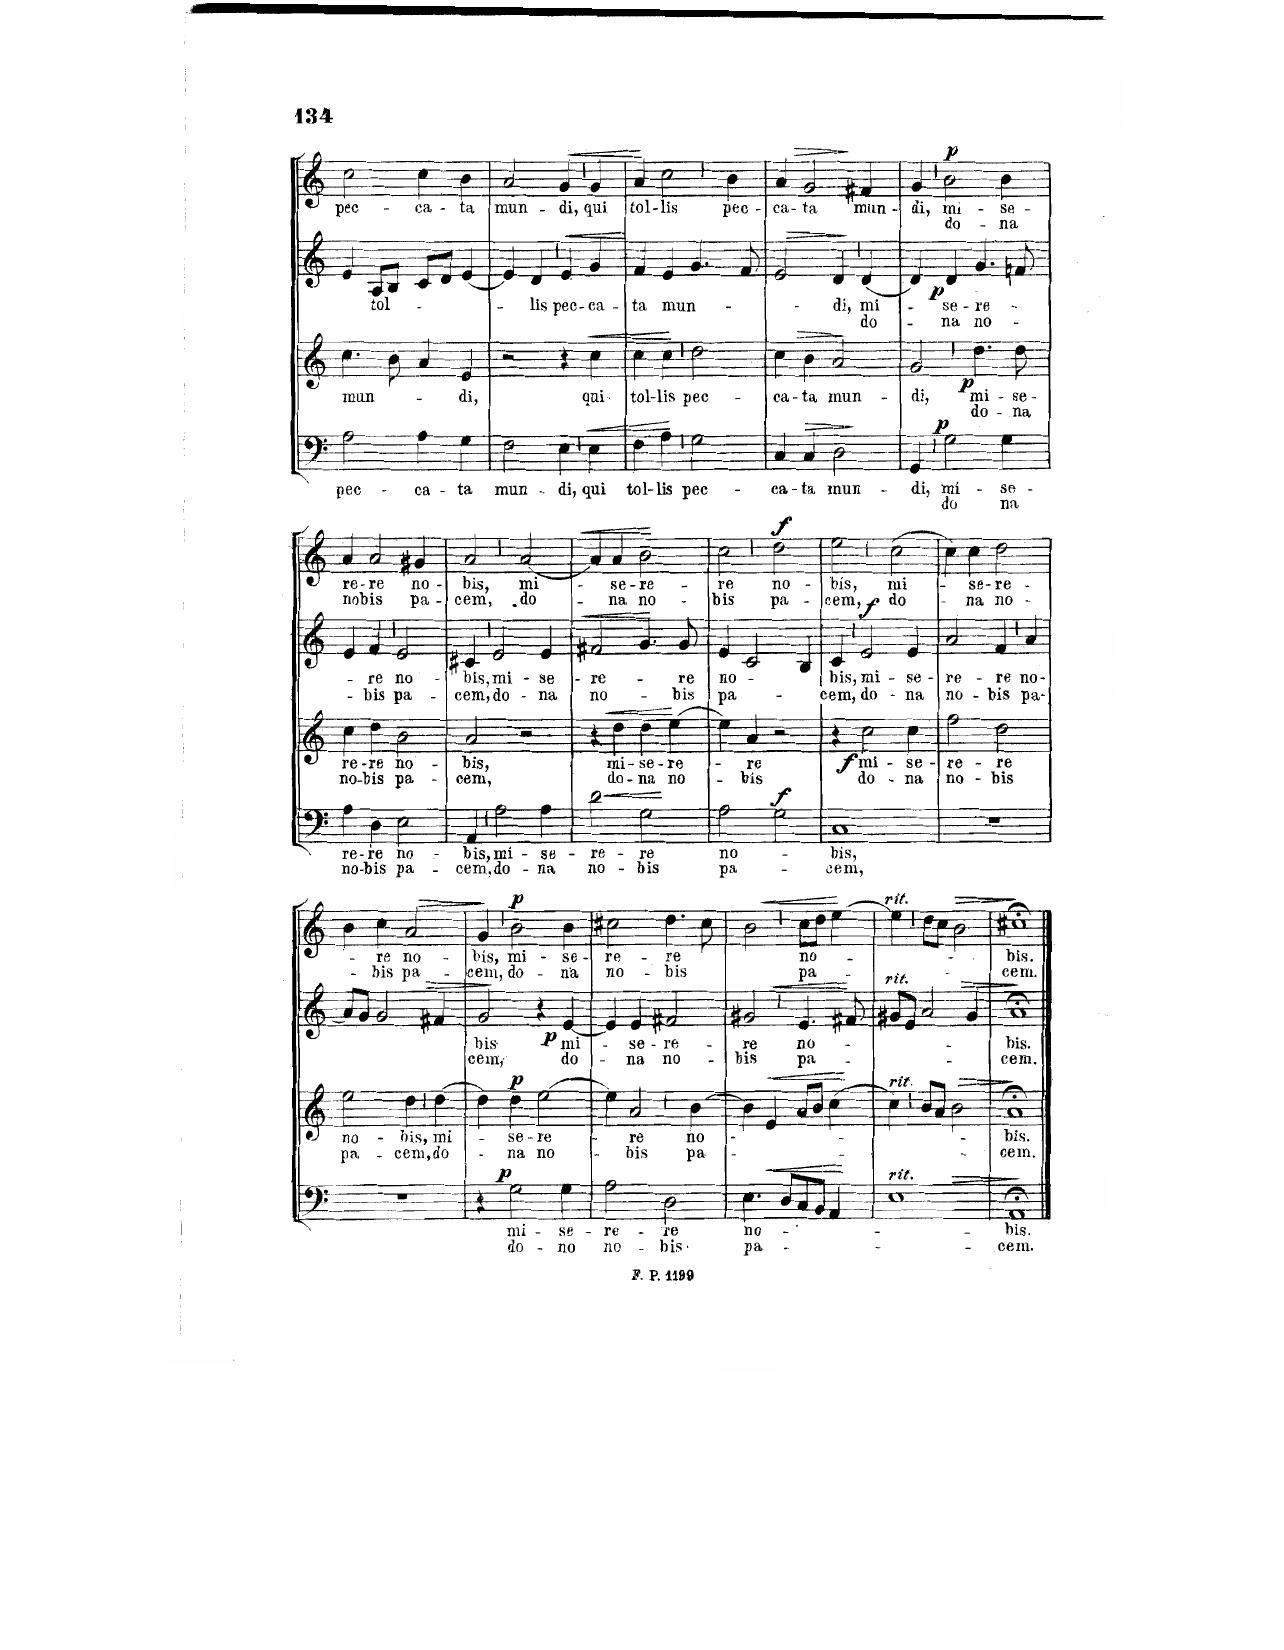 134
p
pec - ca - ta mun - di, qui tol - lis pec - ca - ta mun - di, mi - se -
do - na
tol - - lis pec - ca - ta mun - - di, mi - se - re -
p
do - na no -
mun - di, qui tol - lis pec - ca - ta mun - di, mi - se -
p
do - na
p
pec - ca - ta mun - di, qui tol - lis pec - ca - ta mun - di, mi - se -
do na
f
re - re no - bis, mi - se - re - re no - bis, mi - se - re -
nobis pa - cem, do - na no - bis pa - cem, do - na no -
f
- re no - bis, mi - se - re - re no - bis, mi - se - re - re no -
- bis pa - cem, do - na no - bis pa - cem, do - na no - bis pa -
re - re no - bis, mi - se - re - re mi - se - re - re
f
no - bis pa - cem, do - na no - bis do - na no - bis
f
re - re no - bis, mi - se - re - re no - bis,
no - bis pa - cem, do - na no - bis pa - cem,
p rit.
- re no - bis, mi - se - re - re no - bis.
- bis pa - cem, do - na no - bis pa - cem.
rit.
bis mi - se - re - re no - bis.
p
cem, do - na no - bis pa - cem.
p rit.
no - bis, mi - se - re - re no - bis.
pa - cem, do - na no - bis pa - cem.
p rit.
mi - se - re - re no - bis.
do - no no - bis pa - cem.
F. P. 1199